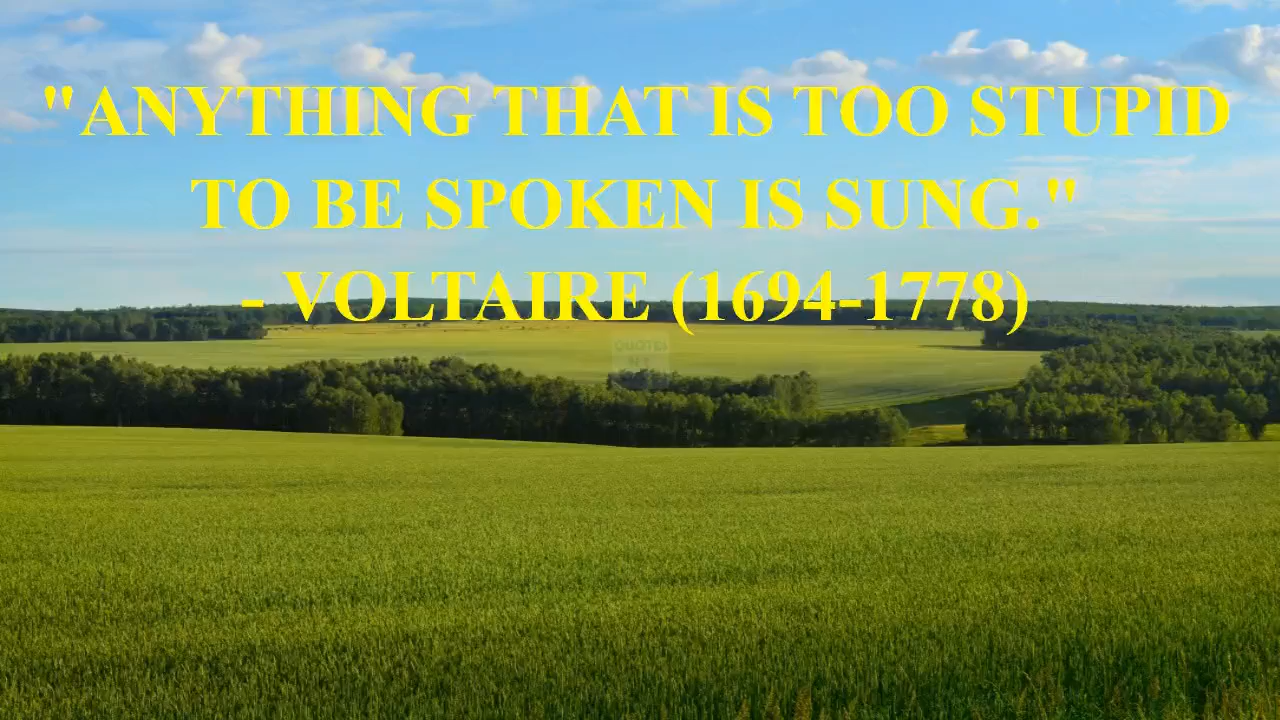 "ANYTHING THAT IS TOO STUPID
TO BE SPOKEN IS SUNG."
- VOLTAIRE (1694-1778)